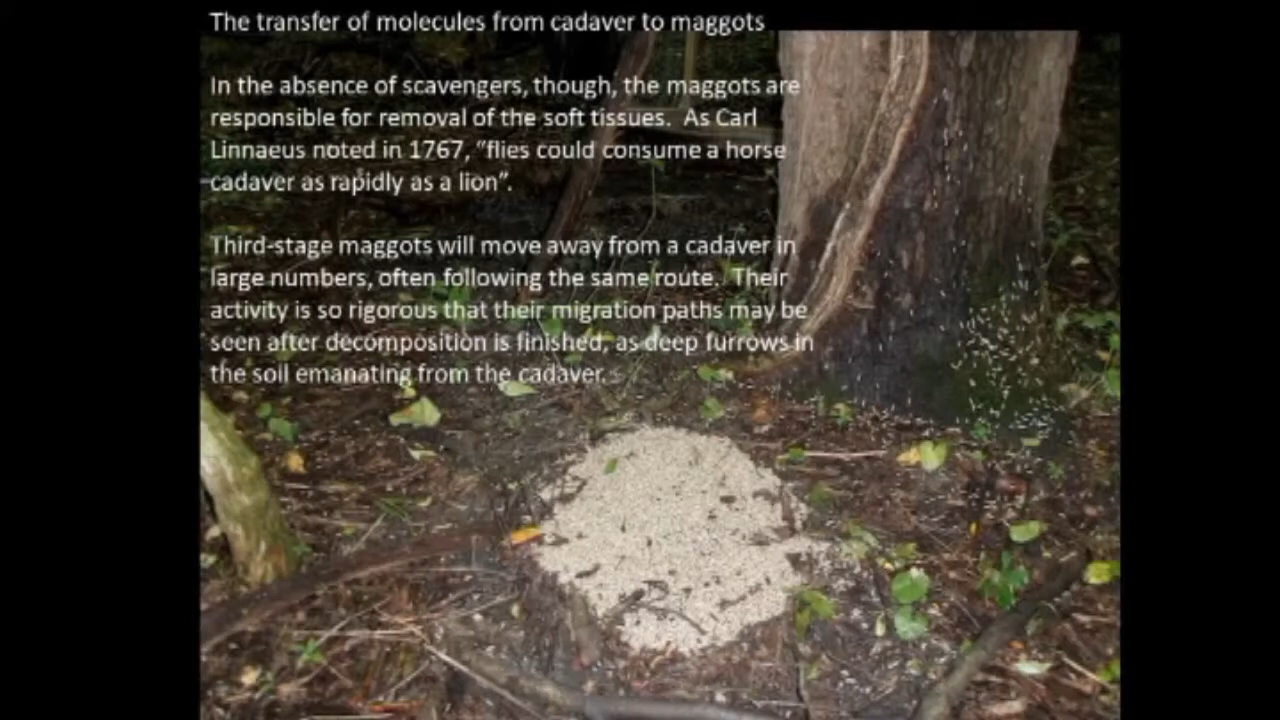 The transfer of molecules from cadaver to maggots
In the absence of scavengers, though, the maggots are
responsible for removal of the soft tissues.  As Carl
Linnaeus noted in 1767, “flies could consume a horse
cadaver as rapidly as a lion”.
Third-stage maggots will move away from a cadaver in
large numbers, often following the same route.  Their
activity is so rigorous that their migration paths may be
seen after decomposition is finished, as deep furrows in
the soil emanating from the cadaver.